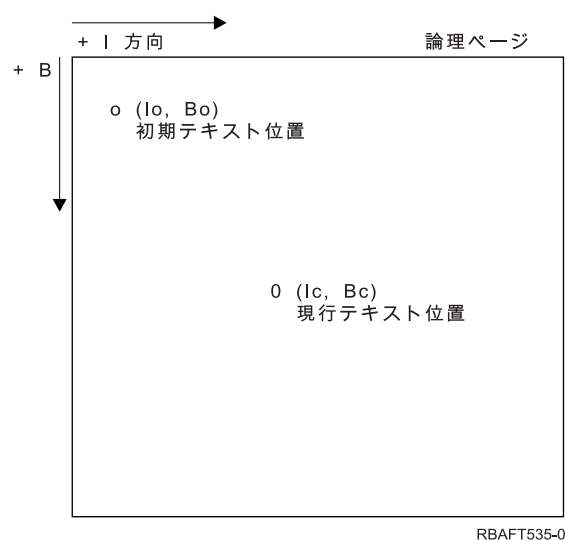 + I 方向 論理ページ
+ B
o (Io, Bo)
初期テキスト位置
0 (Ic, Bc)
現行テキスト位置
RBAFT535-0